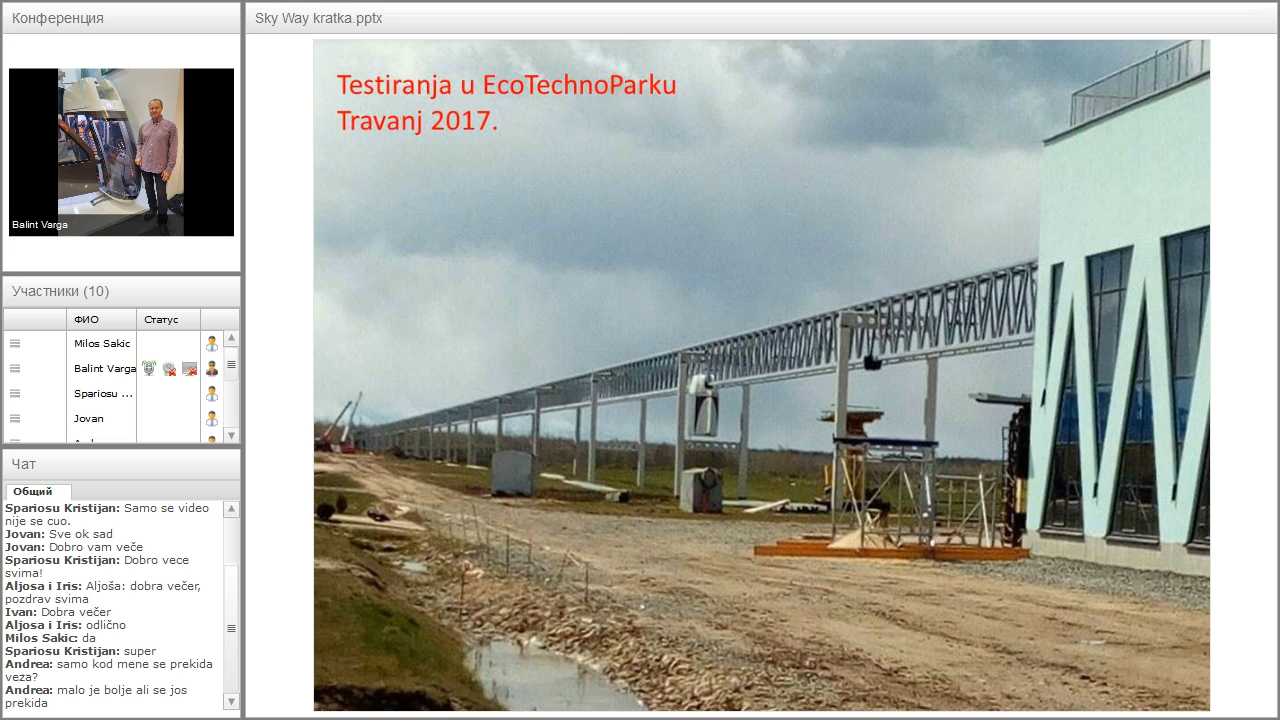 Конференция
Balint Varga
Участники (10)
ФИО
Статус
Milos Sakic
Balint Varga
Spariosu ...
Jovan
Чат
Общий
Spariosu Kristijan: Samo se video
nije se cuo.
Jovan: Sve ok sad
Jovan: Dobro vam veče
Spariosu Kristijan: Dobro vece
svima!
Aljosa i Iris: Aljoša: dobra večer,
pozdrav svima
Ivan: Dobra večer
Aljosa i Iris: odlično
Milos Sakic: da
Spariosu Kristijan: super
Andrea: samo kod mene se prekida
veza?
Andrea: malo je bolje ali se jos
prekida
Sky Way kratka.pptx
Testiranja u EcoTechnoParku
Travanj 2017.